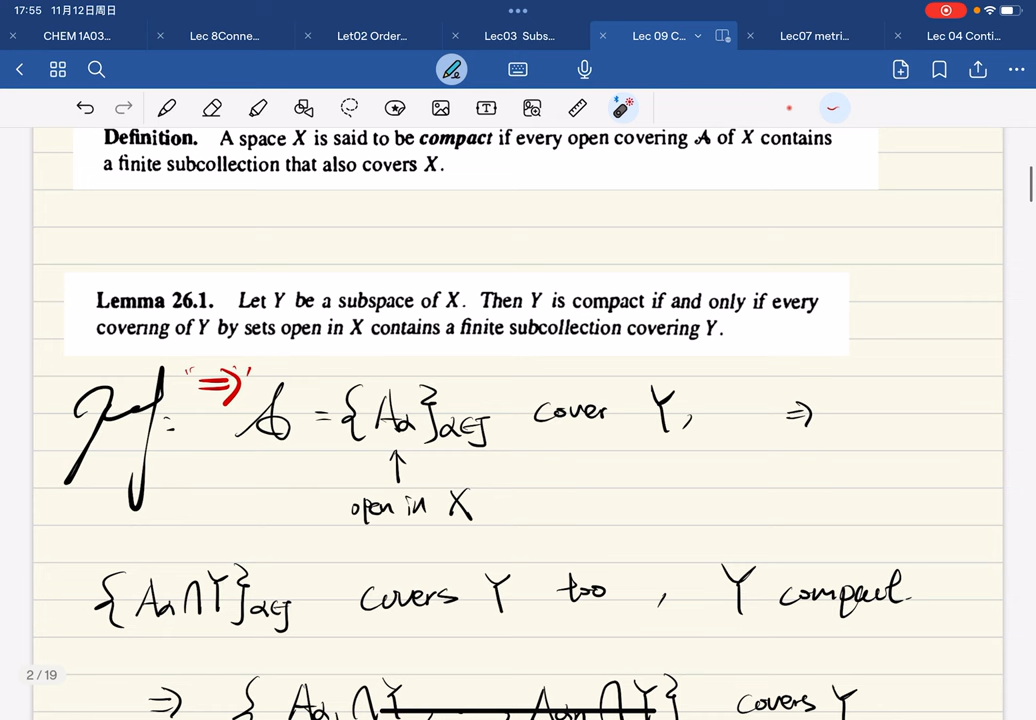 17:55 11月12日周日
CHEM 1A03... Lec 8Conne... Let02 Order... Lec03 Subs... Lec 09 C... Lec07 metri... Lec 04 Conti...
Definition. A space X is said to be compact if every open covering 𝒜 of X contains
a finite subcollection that also covers X.
Lemma 26.1. Let Y be a subspace of X. Then Y is compact if and only if every
covering of Y by sets open in X contains a finite subcollection covering Y.
"⇒" 𝒜 = {Aα}α∈J cover Y, ⇒
↑
open in X
{Aα∩Y}α∈J covers Y too , Y compact.
2 / 19
⇒ { Aα₁∩Y, ... Aαn∩Y} covers Y